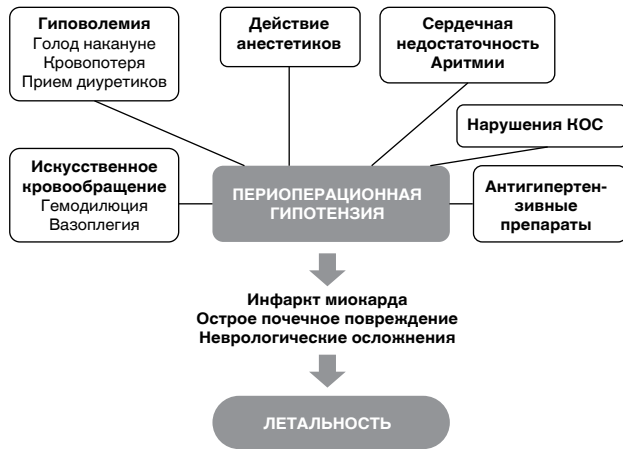 Гиповолемия
Голод накануне
Кровопотеря
Прием диуретиков
Действие
анестетиков
Сердечная
недостаточность
Аритмии
Нарушения КОС
Искусственное
кровообращение
Гемодилюция
Вазоплегия
ПЕРИОПЕРАЦИОННАЯ
ГИПОТЕНЗИЯ
Антигипертен-
зивные
препараты
Инфаркт миокарда
Острое почечное повреждение
Неврологические осложнения
ЛЕТАЛЬНОСТЬ